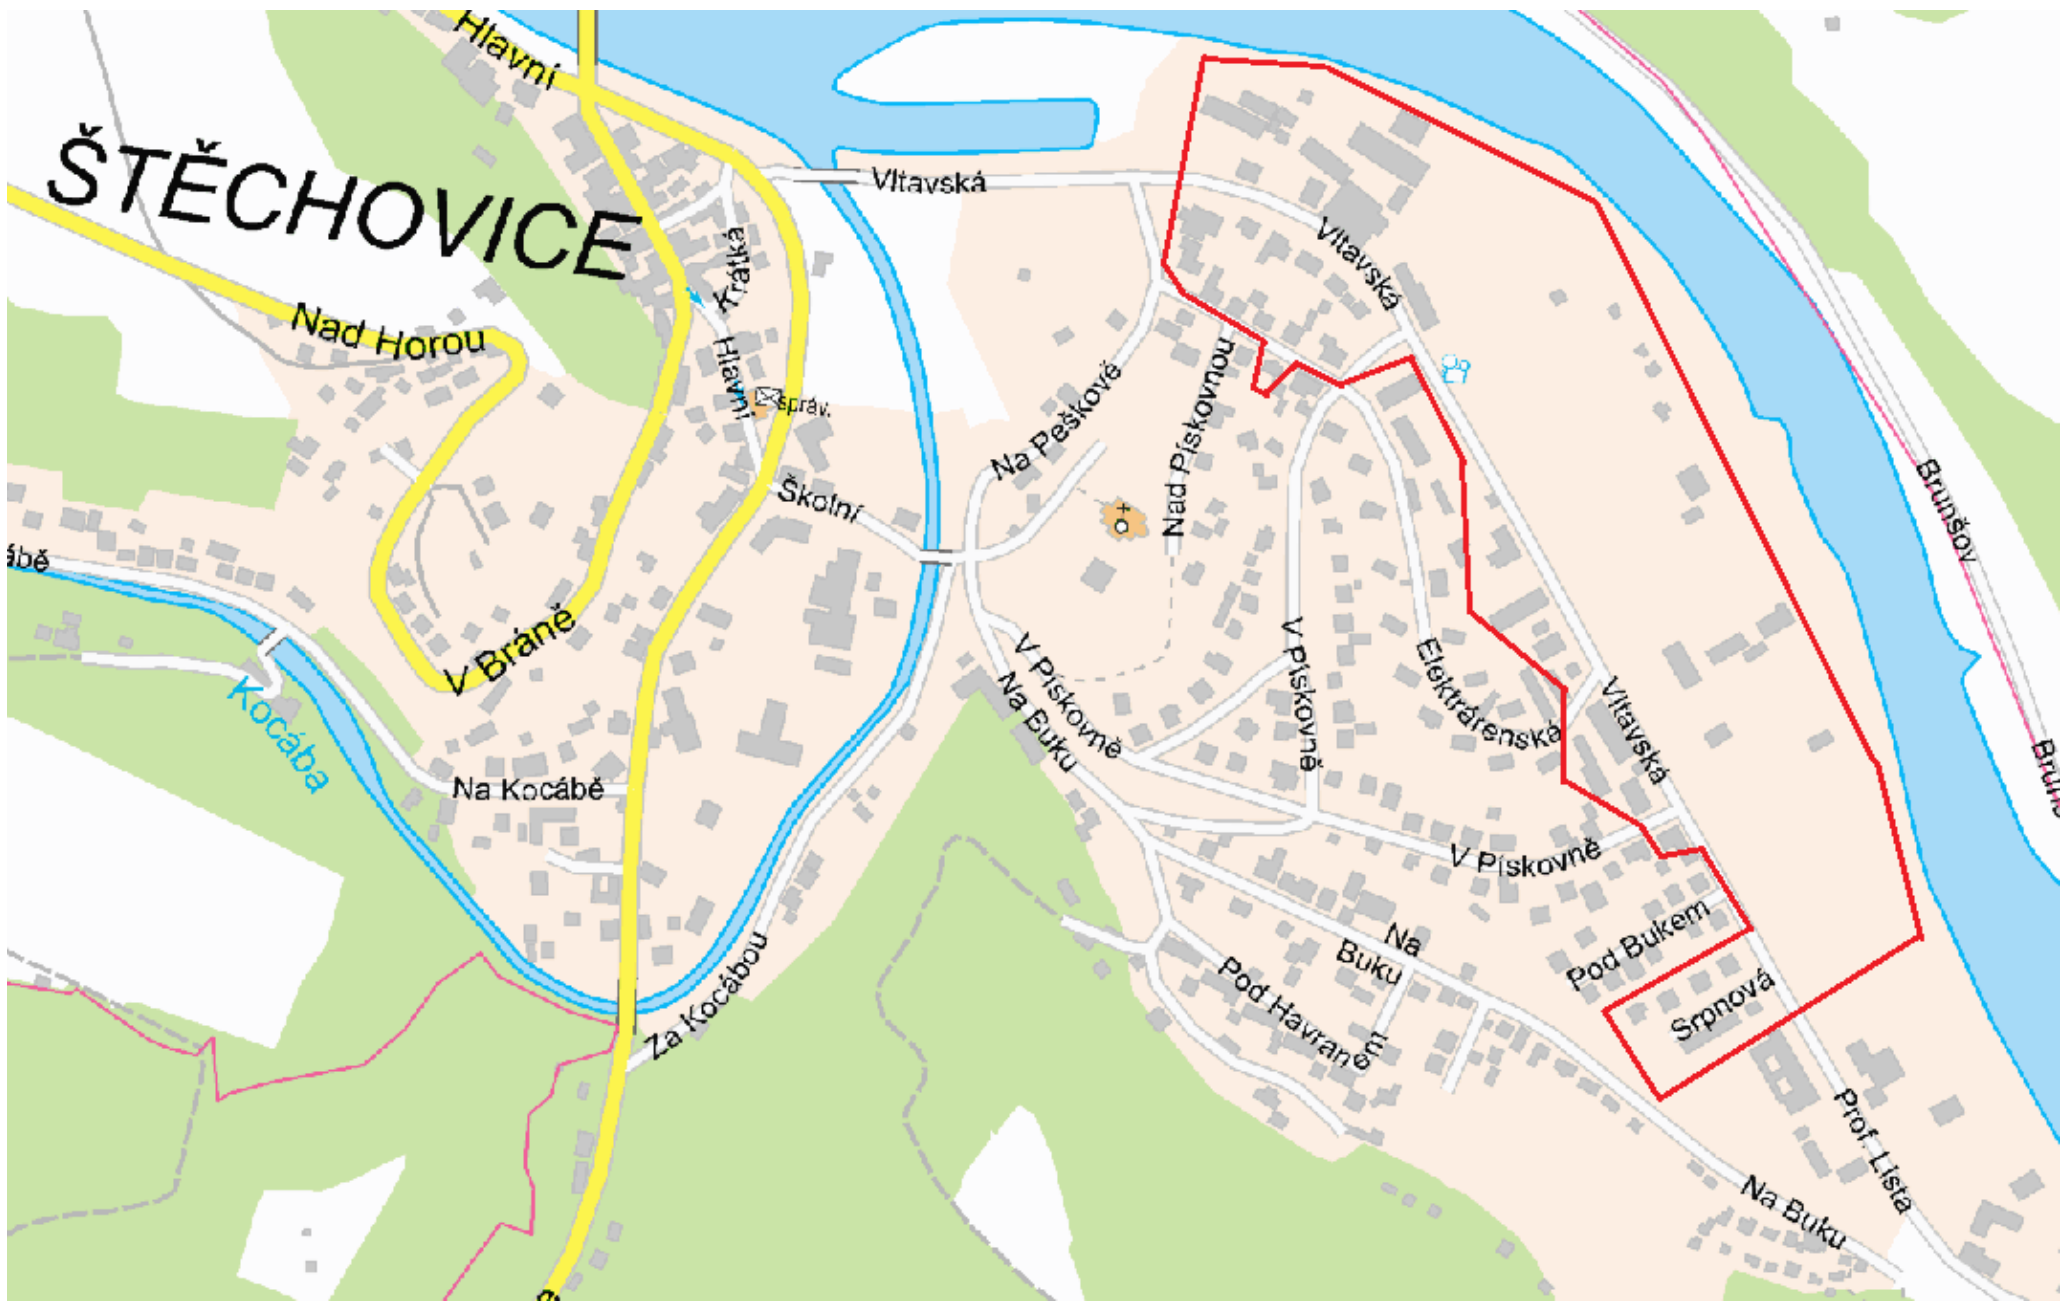 Hlavní
ŠTĚCHOVICE
Vltavská
Vltavská
Krátká
Nad Horou
Hlavní
správ.
Na Peškově
Nad Pískovnou
Školní
Brunšov
ábě
V Bráně
Kocába
V Pískovně
Na Buku
V Pískovně
Elektrárenská
Vltavská
Na Kocábě
V Pískovně
Pod Bukem
Na
Buku
Srpnová
Pod Havranem
Za Kocábou
Prof. Lísta
Na Buku